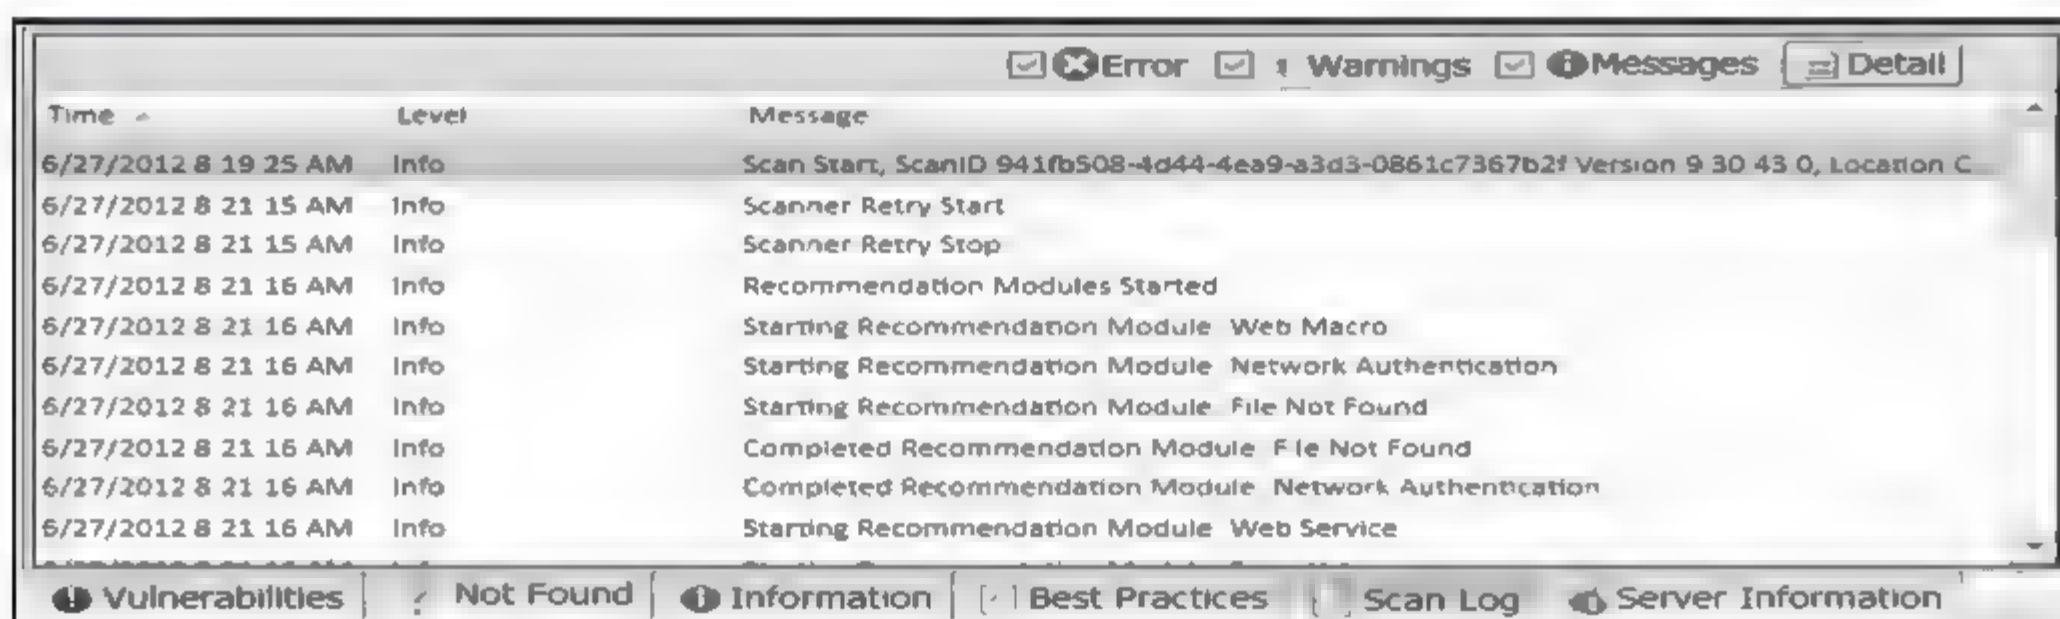 Error Warnings Messages Detail
Time Level Message
6/27/2012 8 19 25 AM Info Scan Start, ScanID 941fb508-4d44-4ea9-a3d3-0861c7367b2f Version 9 30 43 0, Location C
6/27/2012 8 21 15 AM Info Scanner Retry Start
6/27/2012 8 21 15 AM Info Scanner Retry Stop
6/27/2012 8 21 16 AM Info Recommendation Modules Started
6/27/2012 8 21 16 AM Info Starting Recommendation Module Web Macro
6/27/2012 8 21 16 AM Info Starting Recommendation Module Network Authentication
6/27/2012 8 21 16 AM Info Starting Recommendation Module File Not Found
6/27/2012 8 21 16 AM Info Completed Recommendation Module File Not Found
6/27/2012 8 21 16 AM Info Completed Recommendation Module Network Authentication
6/27/2012 8 21 16 AM Info Starting Recommendation Module Web Service
Vulnerabilities Not Found Information Best Practices Scan Log Server Information